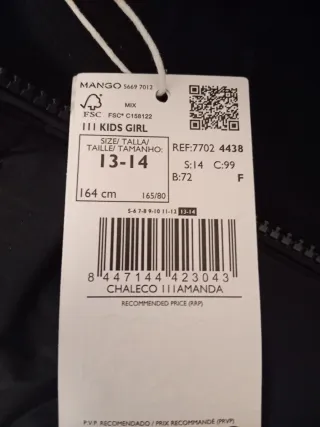 MANGO 5669 7012
MIX
FSC FSC® C158122
111 KIDS GIRL
SIZE/ TALLA/
TAILLE/ TAMANHO:
13-14
164 cm 165/80
REF:7702 4438
S:14 C:99
B:72 F
5-6 7-8 9-10 11-12 13-14
8 447144 423043
CHALECO 111AMANDA
RECOMMENDED PRICE (RRP)
P.V.P. RECOMENDADO / PRIX RECOMMANDÉ (PRVP)